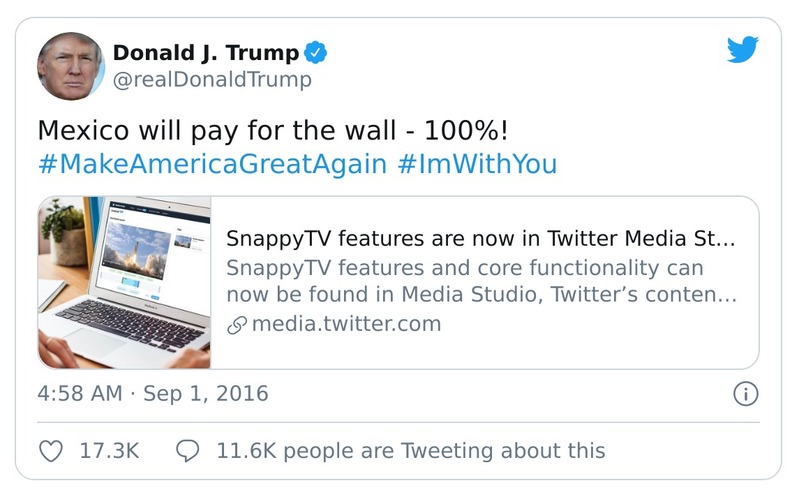 Donald J. Trump
@realDonaldTrump
Mexico will pay for the wall - 100%!
#MakeAmericaGreatAgain #ImWithYou
SnappyTV features are now in Twitter Media St...
SnappyTV features and core functionality can
now be found in Media Studio, Twitter’s conten...
media.twitter.com
4:58 AM · Sep 1, 2016
17.3K
11.6K people are Tweeting about this